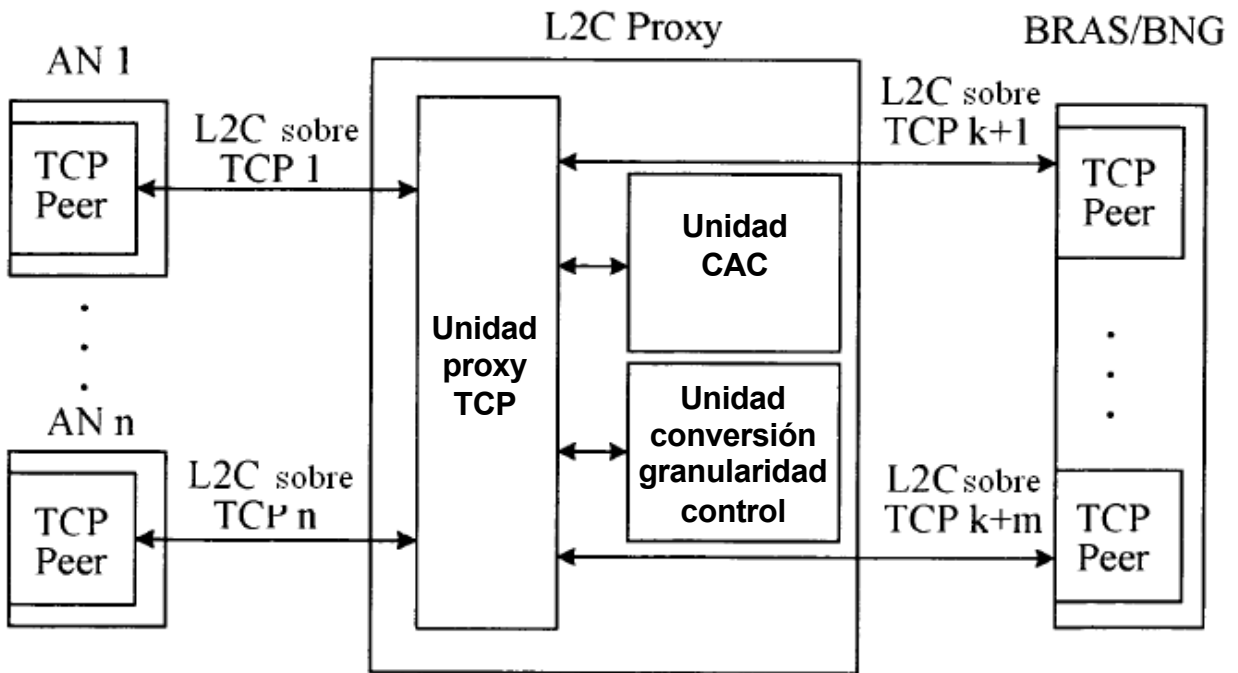 L2C Proxy
BRAS/BNG
AN 1
TCP
Peer
L2C sobre
TCP 1
L2C sobre
TCP k+1
TCP
Peer
Unidad
CAC
Unidad
proxy
TCP
Unidad
conversión
granularidad
control
AN n
TCP
Peer
L2C sobre
TCP n
L2C sobre
TCP k+m
TCP
Peer